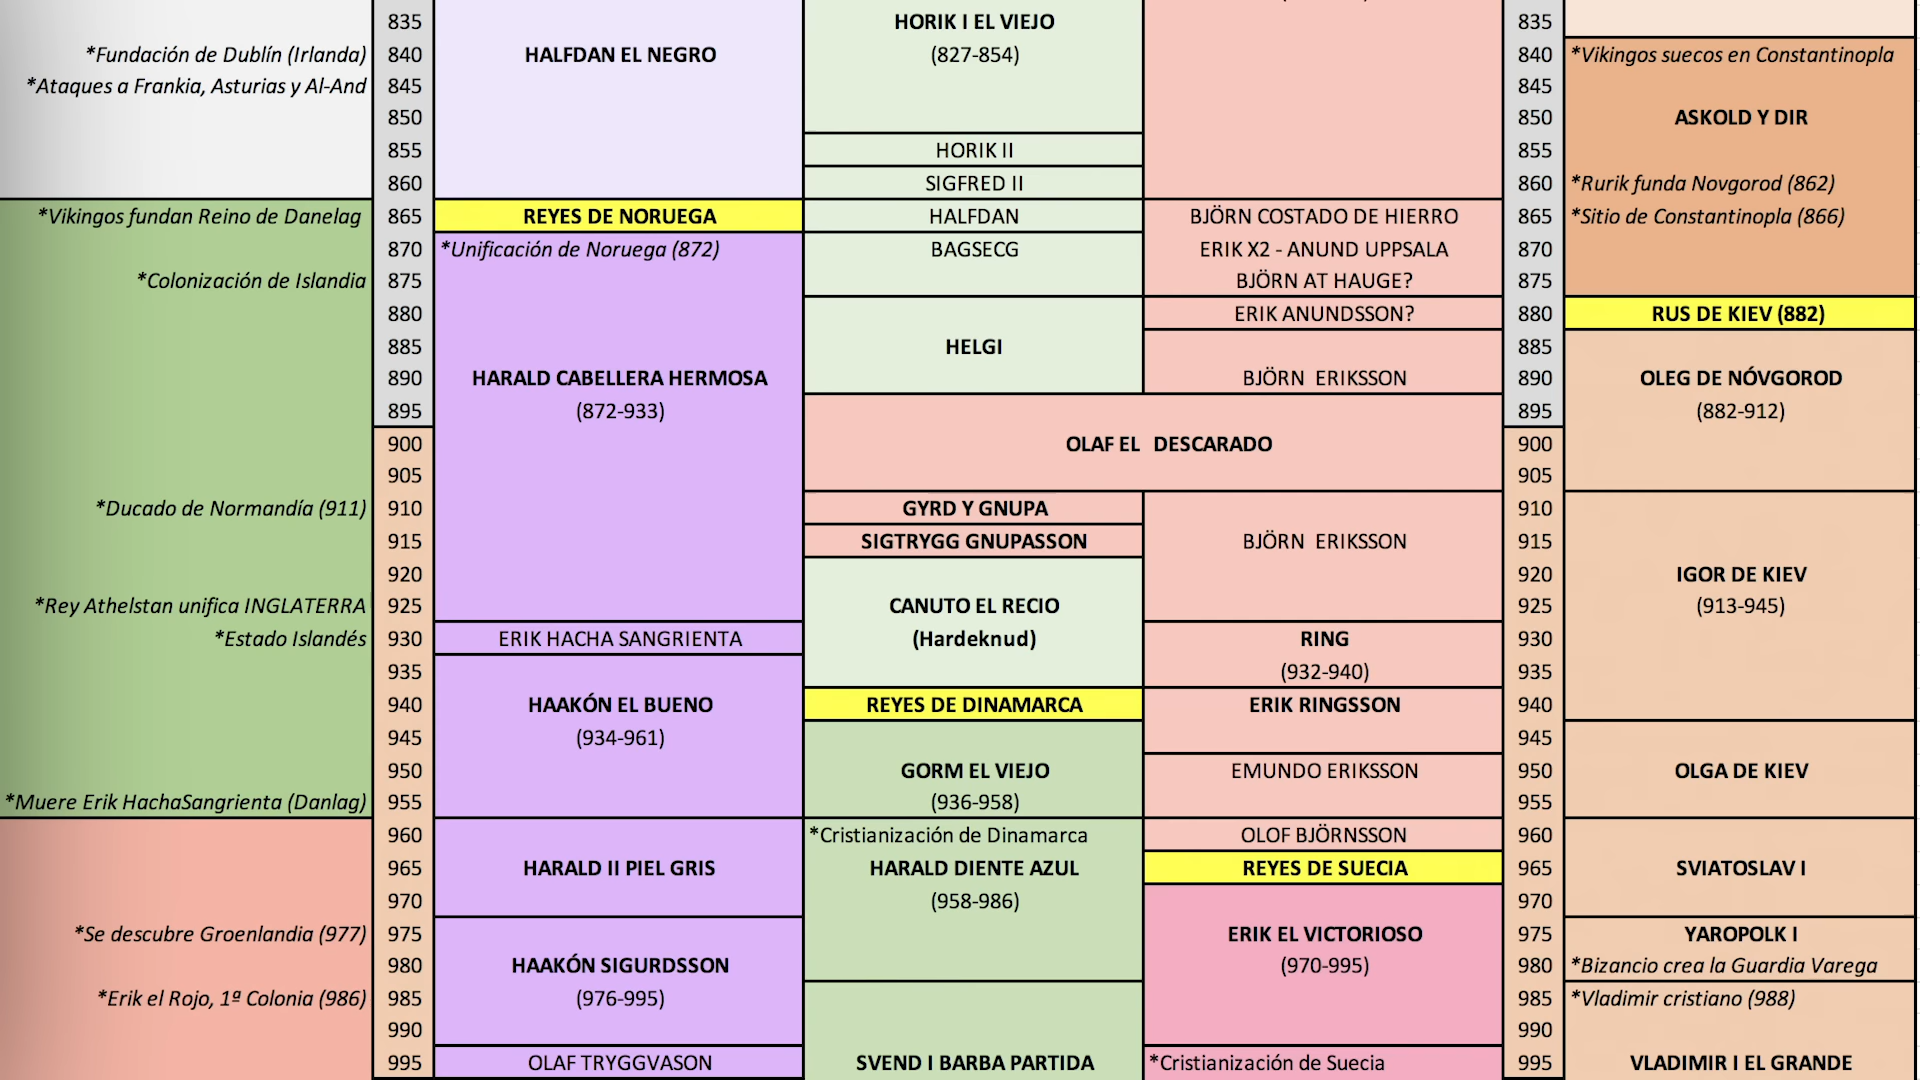 835 HORIK I EL VIEJO 835
*Fundación de Dublín (Irlanda) 840 HALFDAN EL NEGRO (827-854) 840 *Vikingos suecos en Constantinopla
*Ataques a Frankia, Asturias y Al-And 845 845
850 850 ASKOLD Y DIR
855 HORIK II 855
860 SIGFRED II 860 *Rurik funda Novgorod (862)
*Vikingos fundan Reino de Danelag 865 REYES DE NORUEGA HALFDAN BJÖRN COSTADO DE HIERRO 865 *Sitio de Constantinopla (866)
870 *Unificación de Noruega (872) BAGSECG ERIK X2 - ANUND UPPSALA 870
*Colonización de Islandia 875 BJÖRN AT HAUGE? 875
880 ERIK ANUNDSSON? 880 RUS DE KIEV (882)
885 HELGI 885
890 HARALD CABELLERA HERMOSA BJÖRN ERIKSSON 890 OLEG DE NÓVGOROD
895 (872-933) 895 (882-912)
900 OLAF EL DESCARADO 900
905 905
*Ducado de Normandía (911) 910 GYRD Y GNUPA 910
915 SIGTRYGG GNUPASSON BJÖRN ERIKSSON 915
920 920 IGOR DE KIEV
*Rey Athelstan unifica INGLATERRA 925 CANUTO EL RECIO 925 (913-945)
*Estado Islandés 930 ERIK HACHA SANGRIENTA (Hardeknud) RING 930
935 (932-940) 935
940 HAAKÓN EL BUENO REYES DE DINAMARCA ERIK RINGSSON 940
945 (934-961) 945
950 GORM EL VIEJO EMUNDO ERIKSSON 950 OLGA DE KIEV
*Muere Erik HachaSangrienta (Danlag) 955 (936-958) 955
960 *Cristianización de Dinamarca OLOF BJÖRNSSON 960
965 HARALD II PIEL GRIS HARALD DIENTE AZUL REYES DE SUECIA 965 SVIATOSLAV I
970 (958-986) 970
*Se descubre Groenlandia (977) 975 ERIK EL VICTORIOSO 975 YAROPOLK I
980 HAAKÓN SIGURDSSON (970-995) 980 *Bizancio crea la Guardia Varega
*Erik el Rojo, 1ª Colonia (986) 985 (976-995) 985 *Vladimir cristiano (988)
990 990
995 OLAF TRYGGVASON SVEND I BARBA PARTIDA *Cristianización de Suecia 995 VLADIMIR I EL GRANDE